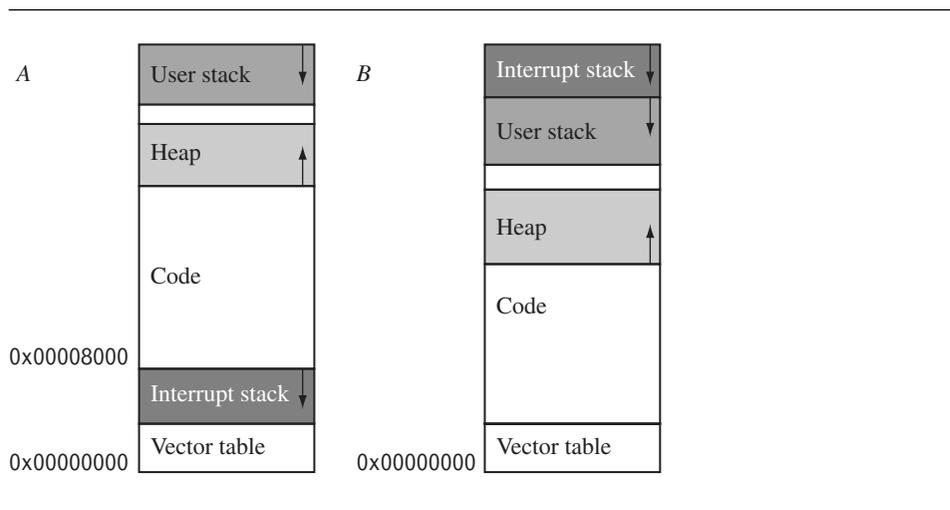 A
User stack
Heap
Code
0x00008000
Interrupt stack
Vector table
0x00000000
B
Interrupt stack
User stack
Heap
Code
Vector table
0x00000000